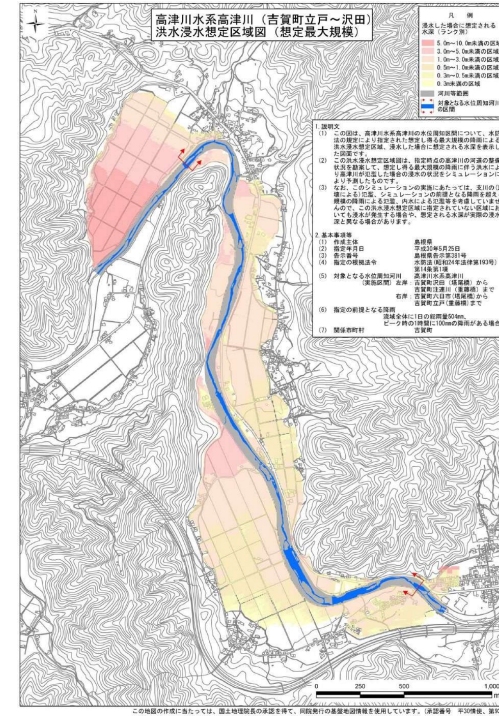 高津川水系高津川（吉賀町立戸～沢田）
洪水浸水想定区域図（想定最大規模）
凡 例
浸水した場合に想定される
水深（ランク別）
5.0m～10.0m未満の区域
3.0m～5.0m未満の区域
1.0m～3.0m未満の区域
0.5m～1.0m未満の区域
0.3m～0.5m未満の区域
0.3m未満の区域
河川等範囲
対象となる水位周知河川
の区間
1.説明文
(1) この図は、高津川水系高津川の水位周知区間について、水防
法の規定により指定された想定し得る最大規模の降雨による
洪水浸水想定区域、浸水した場合に想定される水深を表示し
た図面です。
(2) この洪水浸水想定区域図は、指定時点の高津川の河道の整備
状況を勘案して、想定し得る最大規模の降雨に伴う洪水によ
り高津川が氾濫した場合の浸水の状況をシミュレーションに
より予測したものです。
(3) なお、このシミュレーションの実施にあたっては、支川の（決
壊による）氾濫、シミュレーションの前提となる降雨を超える
規模の降雨による氾濫、内水による氾濫等を考慮していませ
んので、この洪水浸水想定区域に指定されていない区域にお
いても浸水が発生する場合や、想定される水深が実際の浸水
深と異なる場合があります。
2.基本事項等
(1) 作成主体 島根県
(2) 指定年月日 平成30年5月25日
(3) 告示番号 島根県告示第381号
(4) 指定の根拠法令 水防法（昭和24年法律第193号）
第14条第1項
(5) 対象となる水位周知河川 高津川水系高津川
（実施区間） 左岸：吉賀町沢田 から
吉賀町注連川 まで
右岸：吉賀町六日市 から
吉賀町立戸 まで
(6) 指定の前提となる降雨
流域全体に1日の総雨量504mm、
ピーク時の1時間に100mmの降雨がある場合
(7) 関係市町村 吉賀町
0 250 500 1,000
m
この地図の作成に当たっては、国土地理院長の承認を得て、同院発行の基盤地図情報を使用しています。（承認番号 平30情使、第